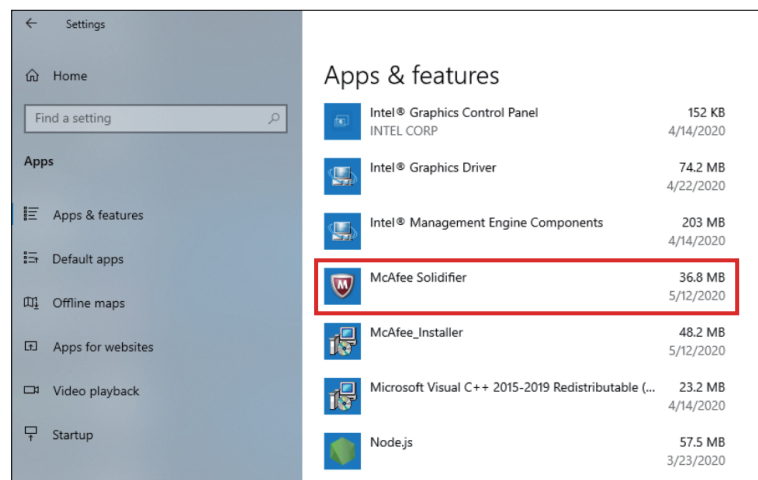 Settings
Home
Find a setting
Apps
Apps & features
Default apps
Offline maps
Apps for websites
Video playback
Startup
Apps & features
Intel® Graphics Control Panel 152 KB
INTEL CORP 4/14/2020
Intel® Graphics Driver 74.2 MB
4/22/2020
Intel® Management Engine Components 203 MB
4/14/2020
McAfee Solidifier 36.8 MB
5/12/2020
McAfee_Installer 48.2 MB
5/12/2020
Microsoft Visual C++ 2015-2019 Redistributable (... 23.2 MB
4/14/2020
Node.js 57.5 MB
3/23/2020